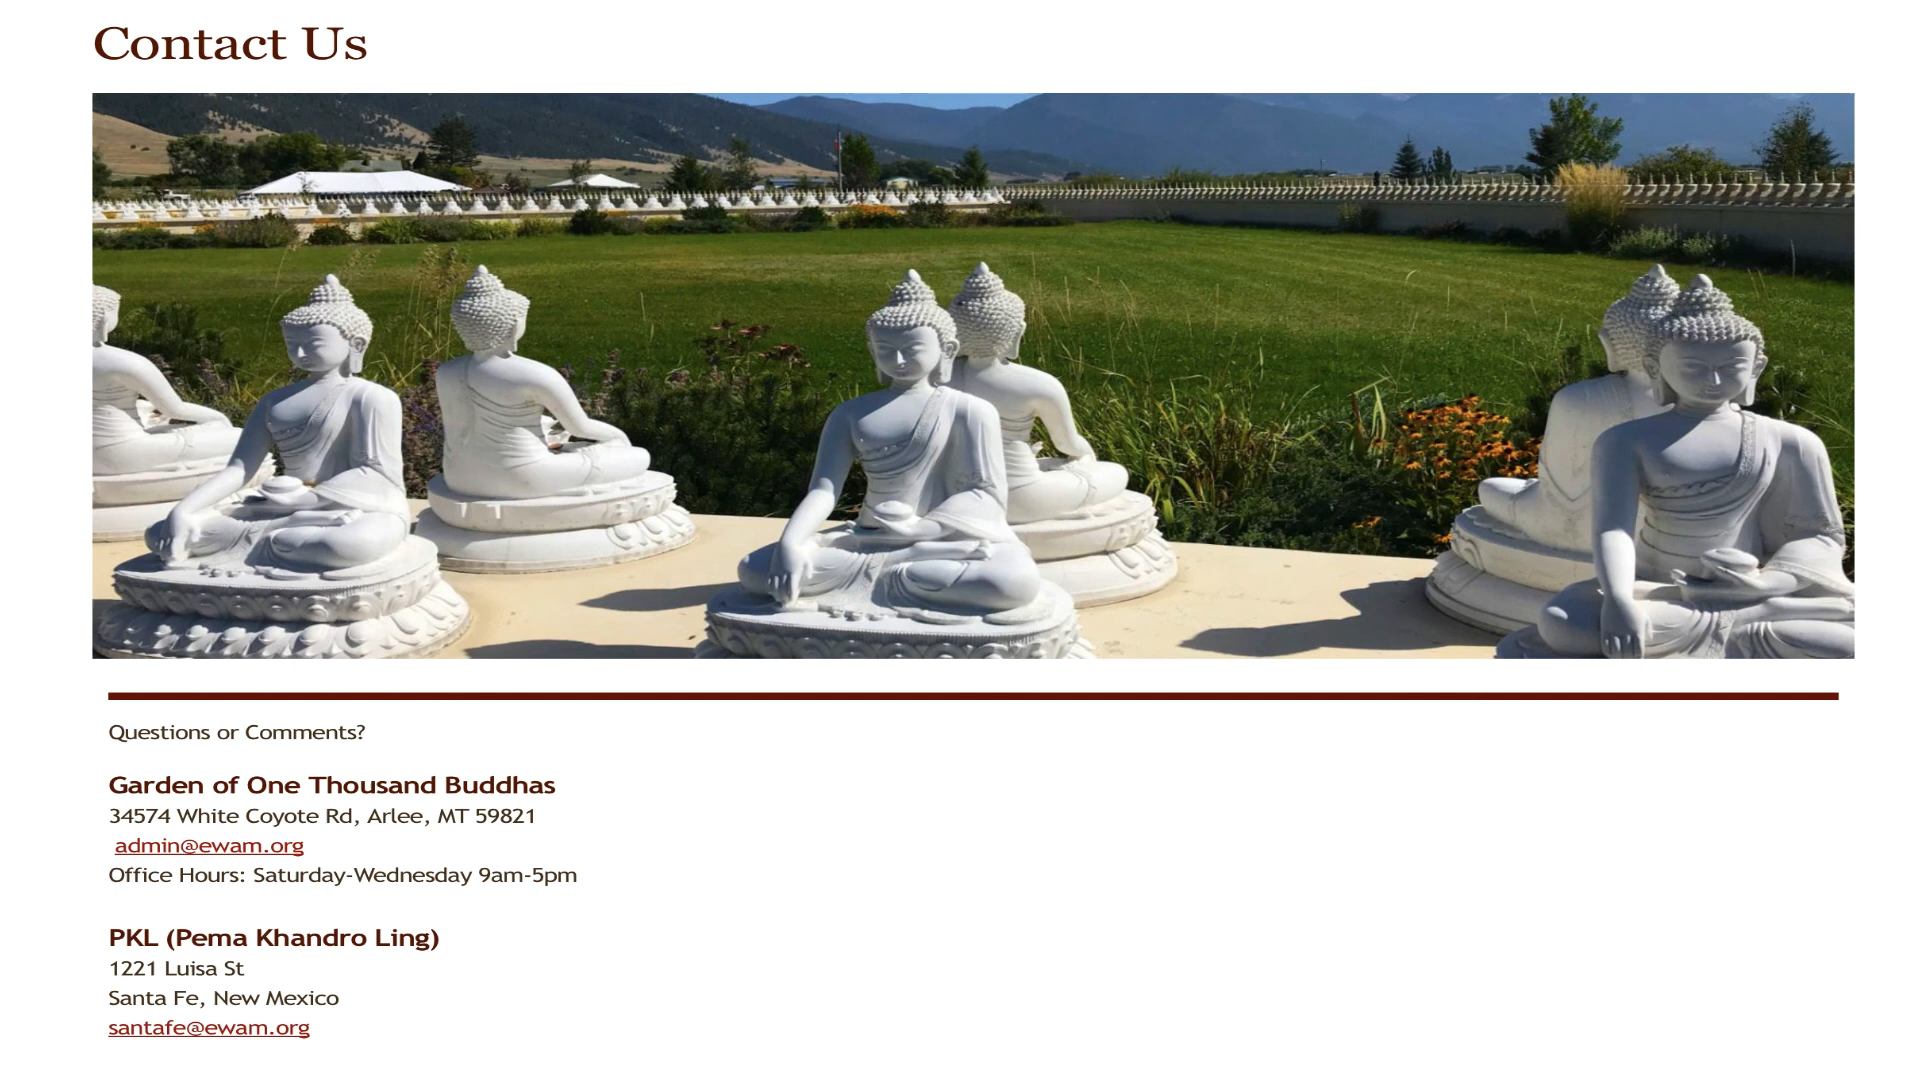 Contact Us
Questions or Comments?
Garden of One Thousand Buddhas
34574 White Coyote Rd, Arlee, MT 59821
admin@ewam.org
Office Hours: Saturday-Wednesday 9am-5pm
PKL (Pema Khandro Ling)
1221 Luisa St
Santa Fe, New Mexico
santafe@ewam.org